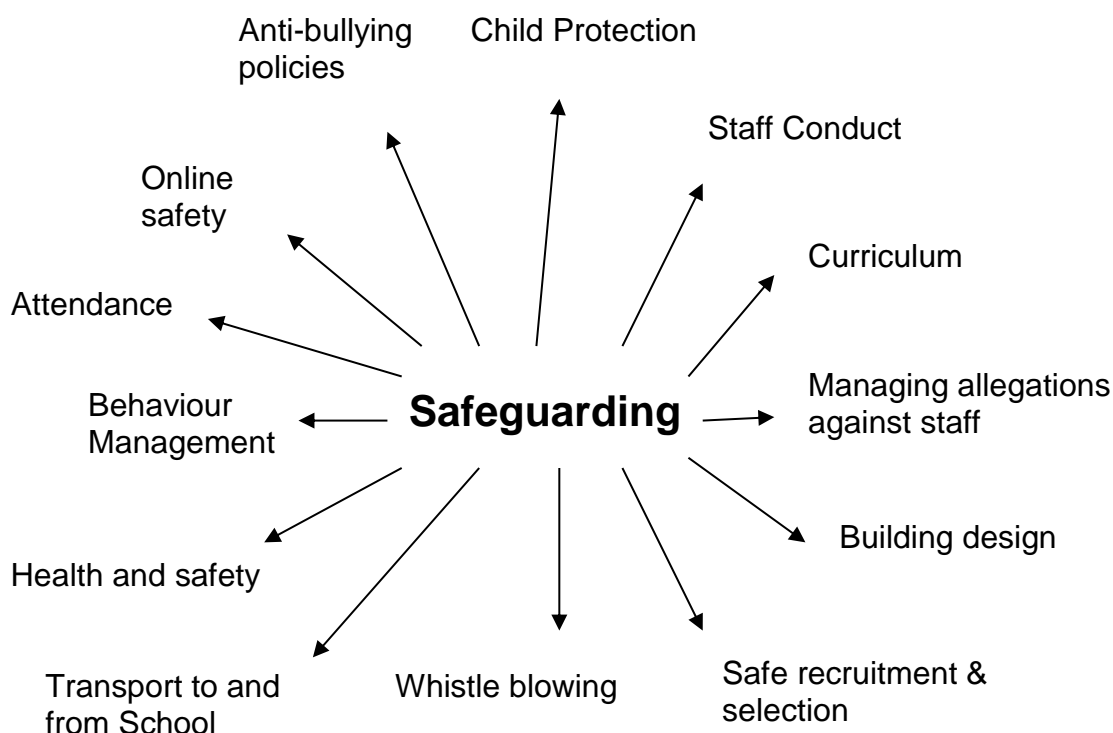 Anti-bullying
policies
Child Protection
Staff Conduct
Online
safety
Curriculum
Attendance
Managing allegations
against staff
Behaviour
Management
Safeguarding
Building design
Health and safety
Transport to and
from School
Whistle blowing
Safe recruitment &
selection